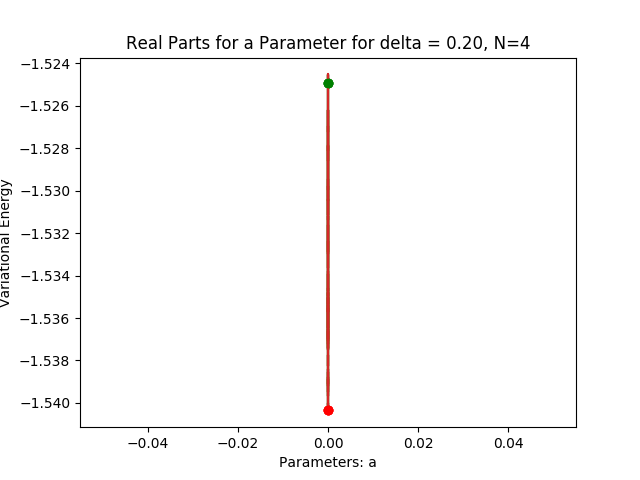 Real Parts for a Parameter for delta = 0.20, N=4
−1.524
−1.526
−1.528
−1.530
−1.532
−1.534
−1.536
−1.538
−1.540
Variational Energy
−0.04 −0.02 0.00 0.02 0.04
Parameters: a